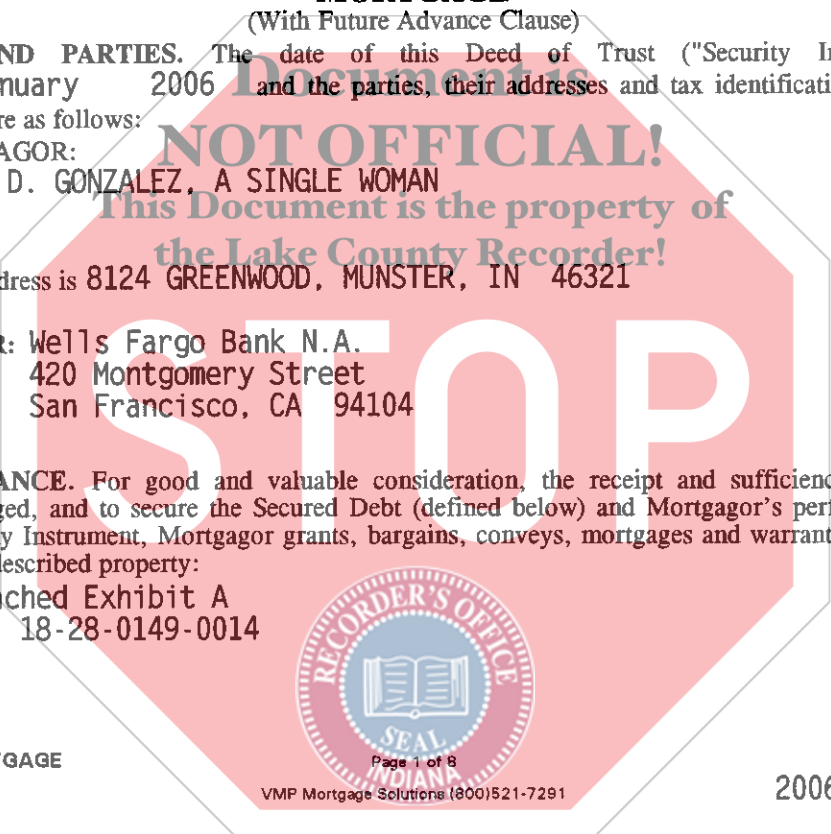 (With Future Advance Clause)
ND PARTIES. The date of this Deed of Trust ("Security In
nuary 2006 and the parties, their addresses and tax identificati
re as follows:
AGOR:
D. GONZALEZ, A SINGLE WOMAN
Document is
NOT OFFICIAL!
This Document is the property of
the Lake County Recorder!
dress is 8124 GREENWOOD, MUNSTER, IN 46321
R: Wells Fargo Bank N.A.
420 Montgomery Street
San Francisco, CA 94104
STOP
ANCE. For good and valuable consideration, the receipt and sufficienc
ged, and to secure the Secured Debt (defined below) and Mortgagor's perf
y Instrument, Mortgagor grants, bargains, conveys, mortgages and warrant
described property:
ched Exhibit A
18-28-0149-0014
RECORDER'S OFFICE
SEAL
INDIANA
TGAGE
Page 1 of 8
VMP Mortgage Solutions (800)521-7291
2006